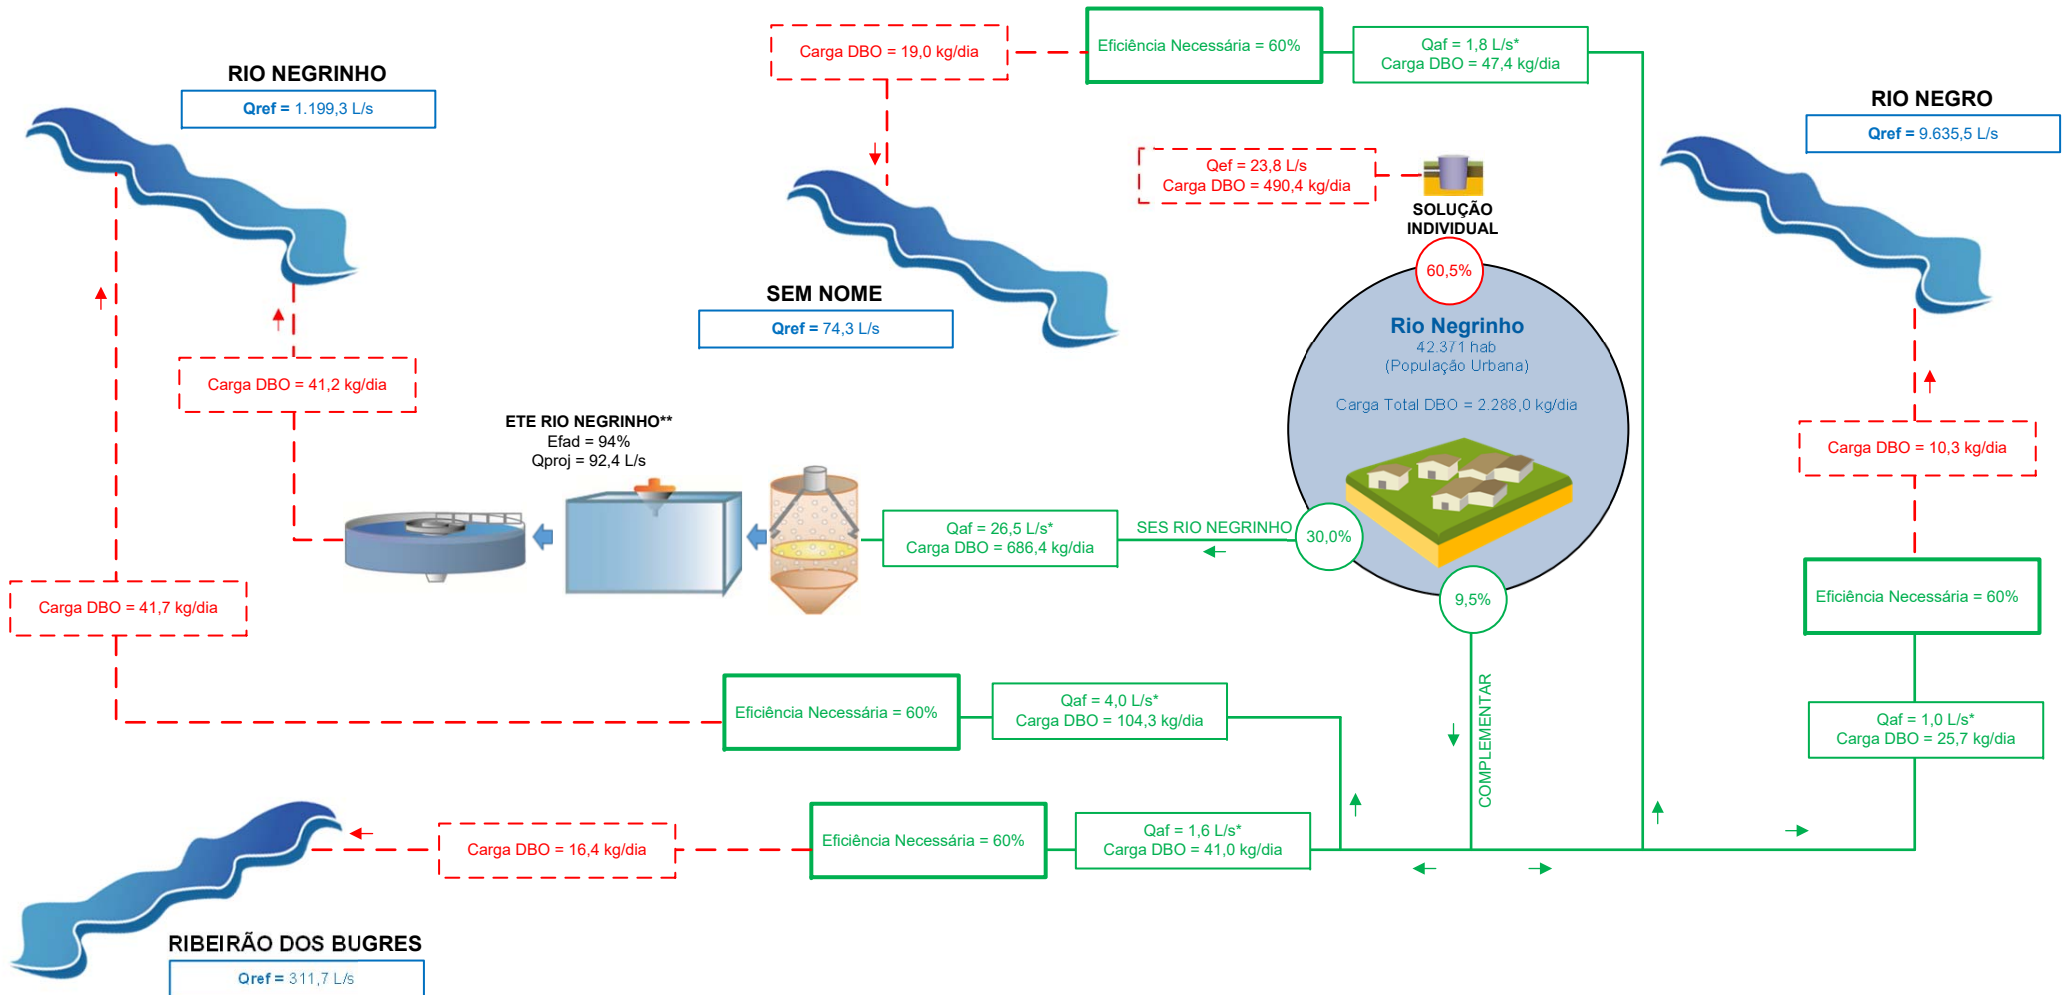 Carga DBO = 19,0 kg/dia
Eficiência Necessária = 60%
Qaf = 1,8 L/s*
Carga DBO = 47,4 kg/dia
RIO NEGRINHO
Qref = 1.199,3 L/s
RIO NEGRO
Qref = 9.635,5 L/s
Qef = 23,8 L/s
Carga DBO = 490,4 kg/dia
SOLUÇÃO
INDIVIDUAL
60,5%
SEM NOME
Qref = 74,3 L/s
Rio Negrinho
42.371 hab
(População Urbana)
Carga Total DBO = 2.288,0 kg/dia
Carga DBO = 41,2 kg/dia
ETE RIO NEGRINHO**
Efad = 94%
Qproj = 92,4 L/s
Carga DBO = 10,3 kg/dia
Qaf = 26,5 L/s*
Carga DBO = 686,4 kg/dia
SES RIO NEGRINHO
30,0%
9,5%
Carga DBO = 41,7 kg/dia
Eficiência Necessária = 60%
Eficiência Necessária = 60%
Qaf = 4,0 L/s*
Carga DBO = 104,3 kg/dia
COMPLEMENTAR
Qaf = 1,0 L/s*
Carga DBO = 25,7 kg/dia
Carga DBO = 16,4 kg/dia
Eficiência Necessária = 60%
Qaf = 1,6 L/s*
Carga DBO = 41,0 kg/dia
RIBEIRÃO DOS BUGRES
Qref = 311,7 L/s